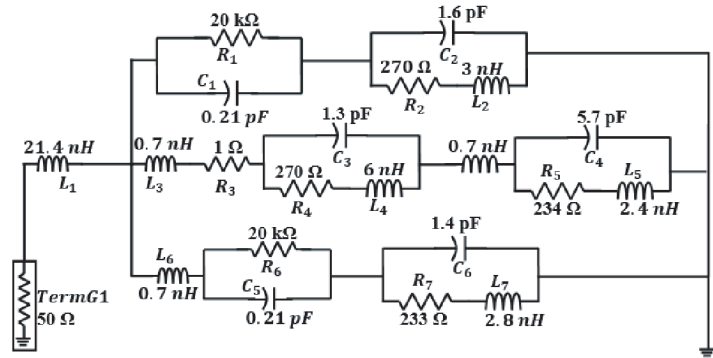 20 kΩ
R1
C1
0.21 pF
1.6 pF
C2
270 Ω
3 nH
R2
L2
21.4 nH
L1
0.7 nH
L3
1 Ω
R3
1.3 pF
C3
270 Ω
6 nH
R4
L4
0.7 nH
5.7 pF
C4
R5
L5
234 Ω
2.4 nH
L6
0.7 nH
20 kΩ
R6
C5
0.21 pF
1.4 pF
C6
R7
L7
233 Ω
2.8 nH
TermG1
50 Ω